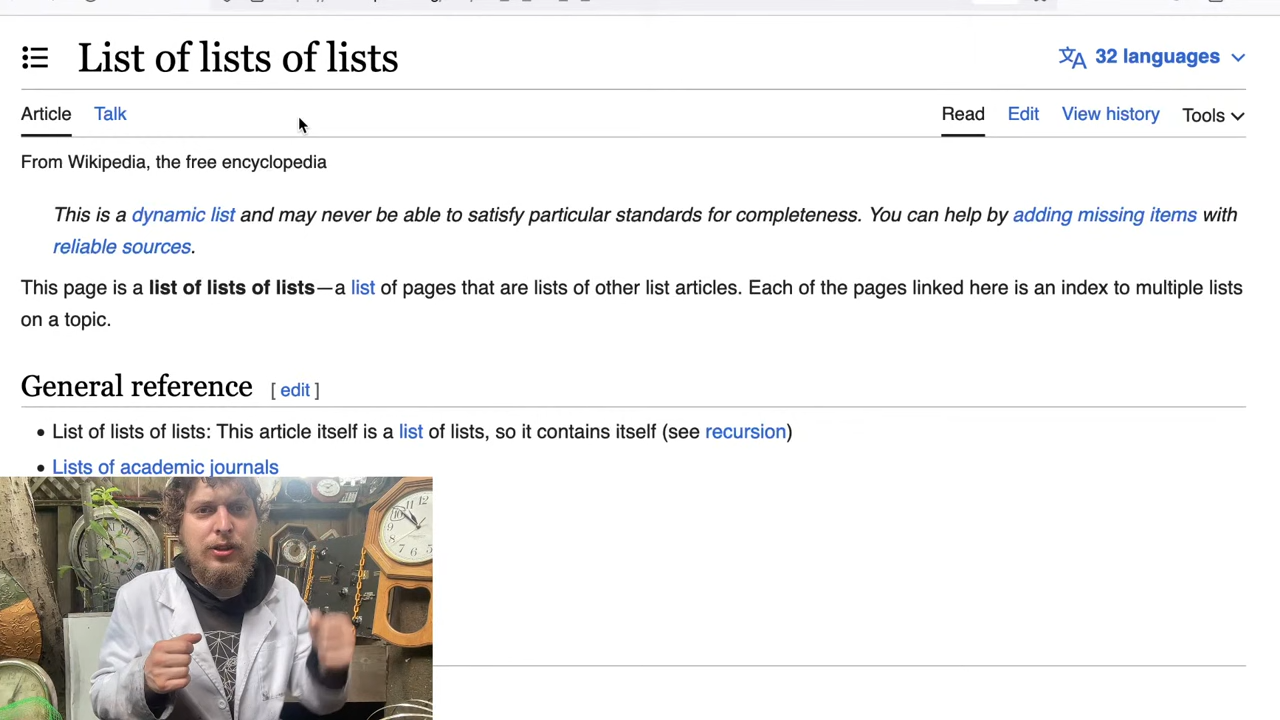 List of lists of lists
32 languages
Article Talk Read Edit View history Tools
From Wikipedia, the free encyclopedia
This is a dynamic list and may never be able to satisfy particular standards for completeness. You can help by adding missing items with
reliable sources.
This page is a list of lists of lists—a list of pages that are lists of other list articles. Each of the pages linked here is an index to multiple lists
on a topic.
General reference [ edit ]
• List of lists of lists: This article itself is a list of lists, so it contains itself (see recursion)
• Lists of academic journals